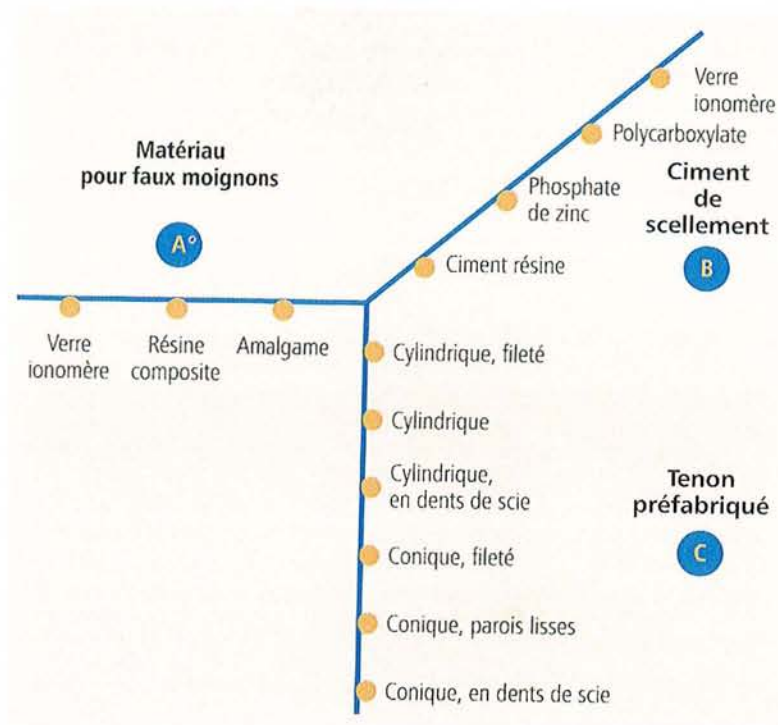 Matériau
pour faux moignons
A°
Verre
ionomère
Résine
composite
Amalgame
Verre
ionomère
Polycarboxylate
Phosphate
de zinc
Ciment résine
Ciment
de
scellement
B
Cylindrique, fileté
Cylindrique
Cylindrique,
en dents de scie
Conique, fileté
Conique, parois lisses
Conique, en dents de scie
Tenon
préfabriqué
C